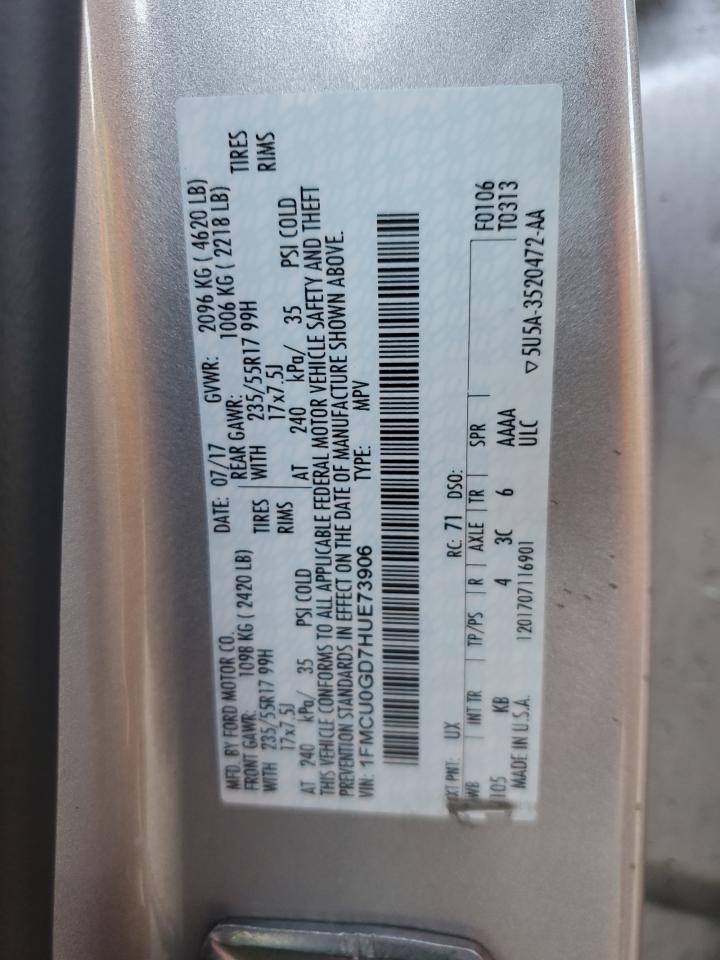 MFD. BY FORD MOTOR CO.
DATE: 07/17 GVWR: 2096 KG ( 4620 LB)
FRONT GAWR: 1098 KG ( 2420 LB)
REAR GAWR: 1006 KG ( 2218 LB)
WITH 235/55R17 99H TIRES
WITH 235/55R17 99H TIRES
17x7.5J RIMS
17x7.5J RIMS
AT 240 kPa/ 35 PSI COLD
AT 240 kPa/ 35 PSI COLD
THIS VEHICLE CONFORMS TO ALL APPLICABLE FEDERAL MOTOR VEHICLE SAFETY AND THEFT
PREVENTION STANDARDS IN EFFECT ON THE DATE OF MANUFACTURE SHOWN ABOVE.
VIN: 1FMCU0GD7HUE73906 TYPE: MPV
PNT: UX RC: 71 DSO:
WB INT TR TP/PS R AXLE TR SPR F0106
105 KB 4 3C 6 AAAA T0313
ULC
MADE IN U.S.A. 1201707116901 ▽5U5A-3520472-AA